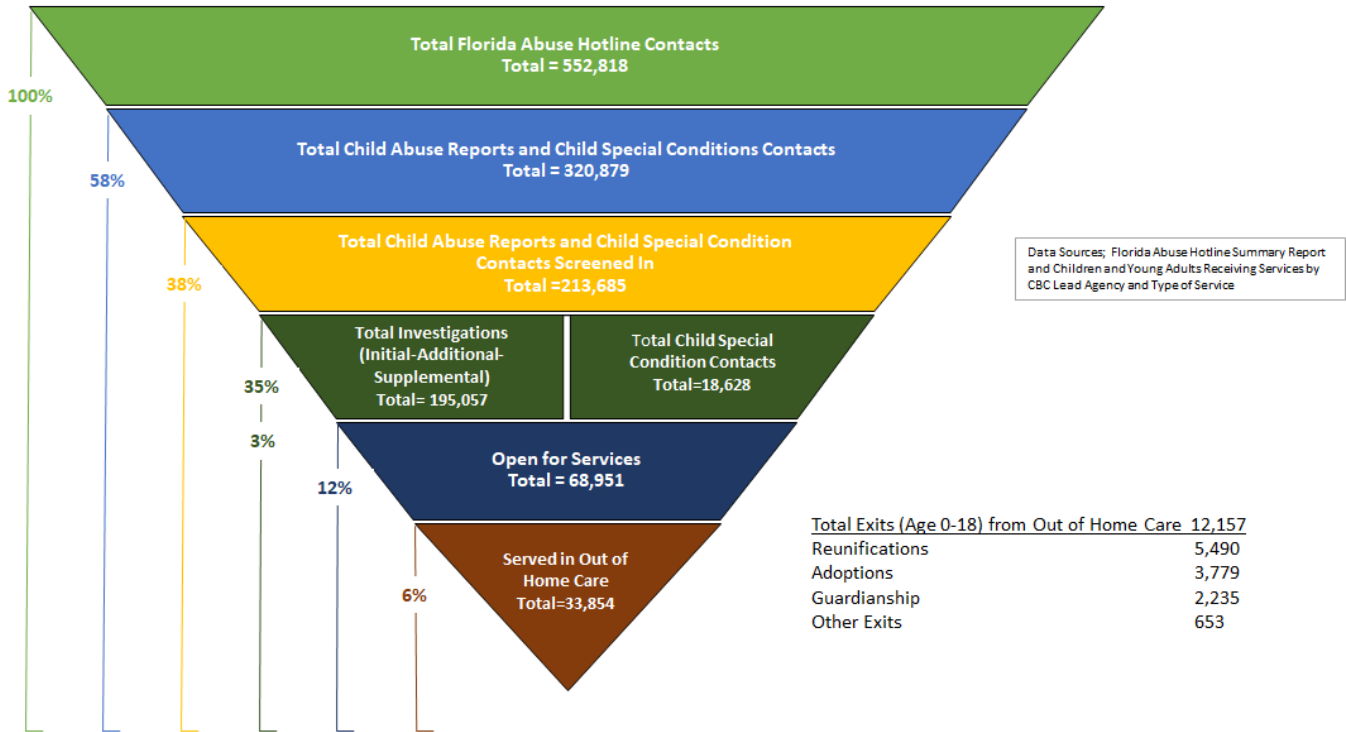 Total Florida Abuse Hotline Contacts
Total = 552,818
100%
Total Child Abuse Reports and Child Special Conditions Contacts
Total = 320,879
58%
Total Child Abuse Reports and Child Special Condition
Contacts Screened In
Total =213,685
38%
Data Sources; Florida Abuse Hotline Summary Report
and Children and Young Adults Receiving Services by
CBC Lead Agency and Type of Service
Total Investigations
(Initial-Additional-
Supplemental)
Total= 195,057
Total Child Special
Condition Contacts
Total=18,628
35%
3%
Open for Services
Total = 68,951
12%
Served in Out of
Home Care
Total=33,854
6%
Total Exits (Age 0-18) from Out of Home Care 12,157
Reunifications 5,490
Adoptions 3,779
Guardianship 2,235
Other Exits 653